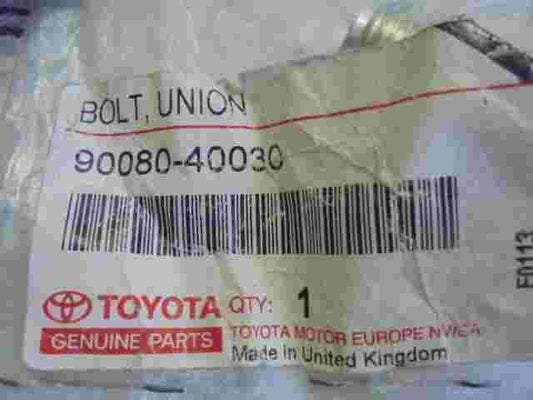 BOLT, UNION
90080-40030
TOYOTA QTY: 1
GENUINE PARTS
TOYOTA MOTOR EUROPE NV/SA
Made in United Kingdom
E0113